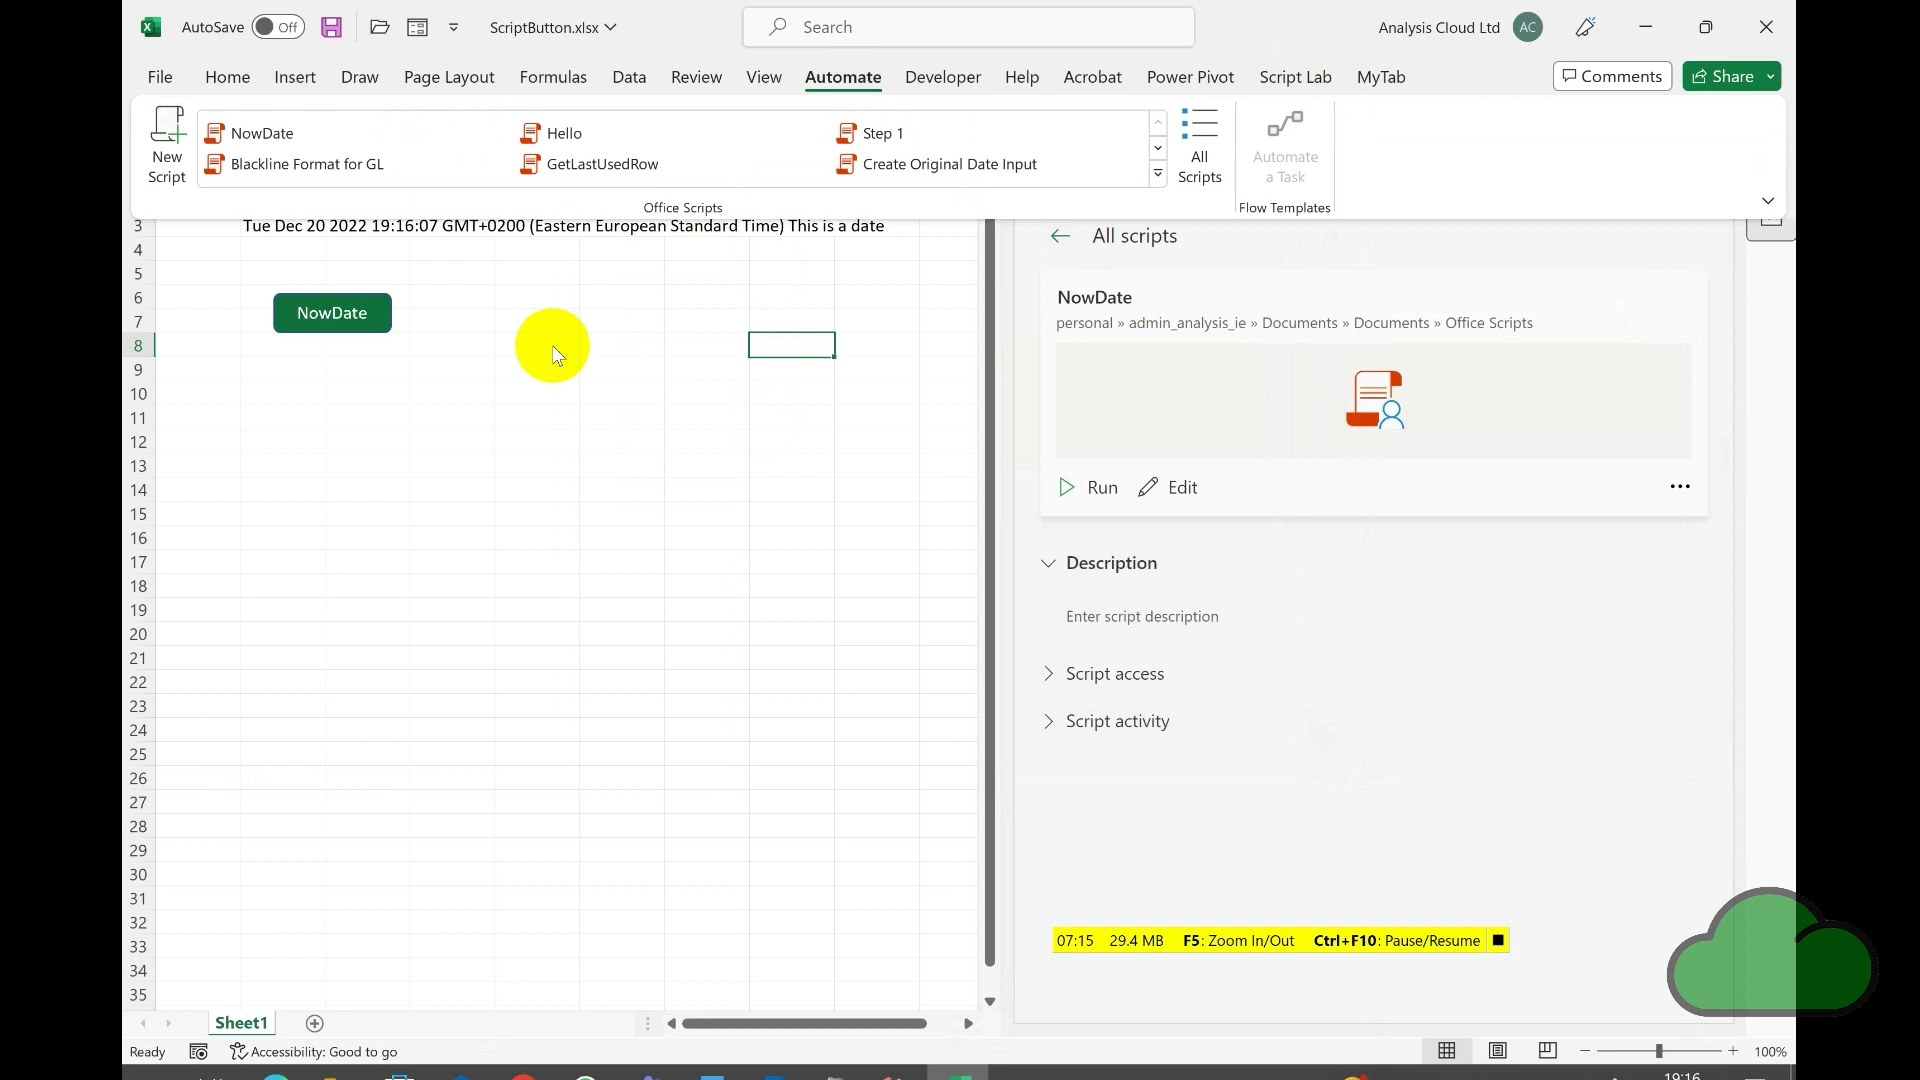 AutoSave Off ScriptButton.xlsx Search Analysis Cloud Ltd AC
File Home Insert Draw Page Layout Formulas Data Review View Automate Developer Help Acrobat Power Pivot Script Lab MyTab Comments Share
NowDate Hello Step 1
Blackline Format for GL GetLastUsedRow Create Original Date Input
New
Script
All
Scripts
Automate
a Task
Office Scripts Flow Templates
3 Tue Dec 20 2022 19:16:07 GMT+0200 (Eastern European Standard Time) This is a date
4
5
6
7
8
9
10
11
12
13
14
15
16
17
18
19
20
21
22
23
24
25
26
27
28
29
30
31
32
33
34
35
NowDate
All scripts
NowDate
personal » admin_analysis_ie » Documents » Documents » Office Scripts
Run Edit
Description
Enter script description
Script access
Script activity
07:15 29.4 MB F5: Zoom In/Out Ctrl+F10: Pause/Resume
Sheet1
Ready Accessibility: Good to go 100%
19:16